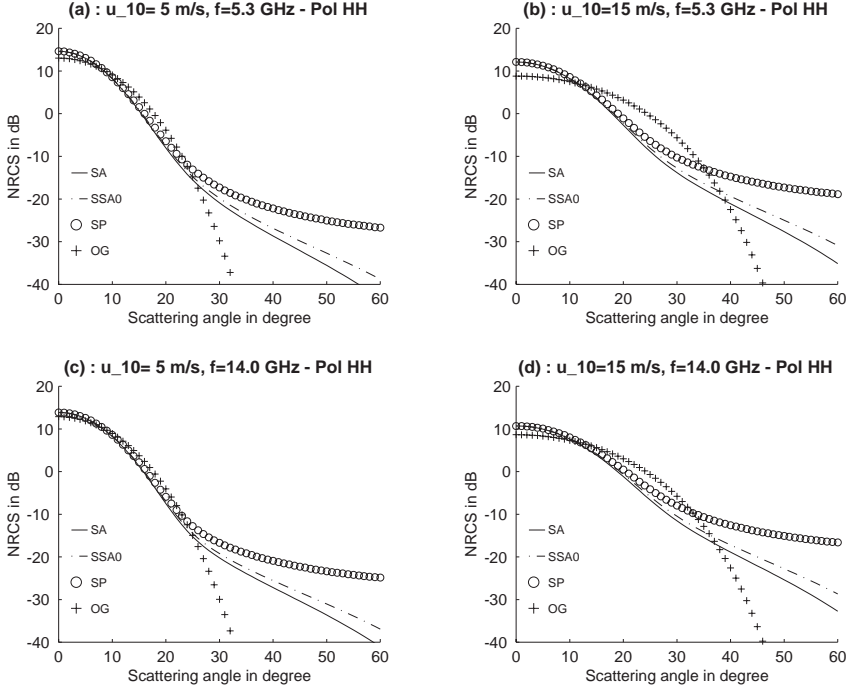 (a) : u_10= 5 m/s, f=5.3 GHz - Pol HH
20
10
0
-10
-20
-30
-40
NRCS in dB
SA
SSA0
SP
OG
0 10 20 30 40 50 60
Scattering angle in degree
(b) : u_10=15 m/s, f=5.3 GHz - Pol HH
20
10
0
-10
-20
-30
-40
NRCS in dB
SA
SSA0
SP
OG
0 10 20 30 40 50 60
Scattering angle in degree
(c) : u_10= 5 m/s, f=14.0 GHz - Pol HH
20
10
0
-10
-20
-30
-40
NRCS in dB
SA
SSA0
SP
OG
0 10 20 30 40 50 60
Scattering angle in degree
(d) : u_10=15 m/s, f=14.0 GHz - Pol HH
20
10
0
-10
-20
-30
-40
NRCS in dB
SA
SSA0
SP
OG
0 10 20 30 40 50 60
Scattering angle in degree